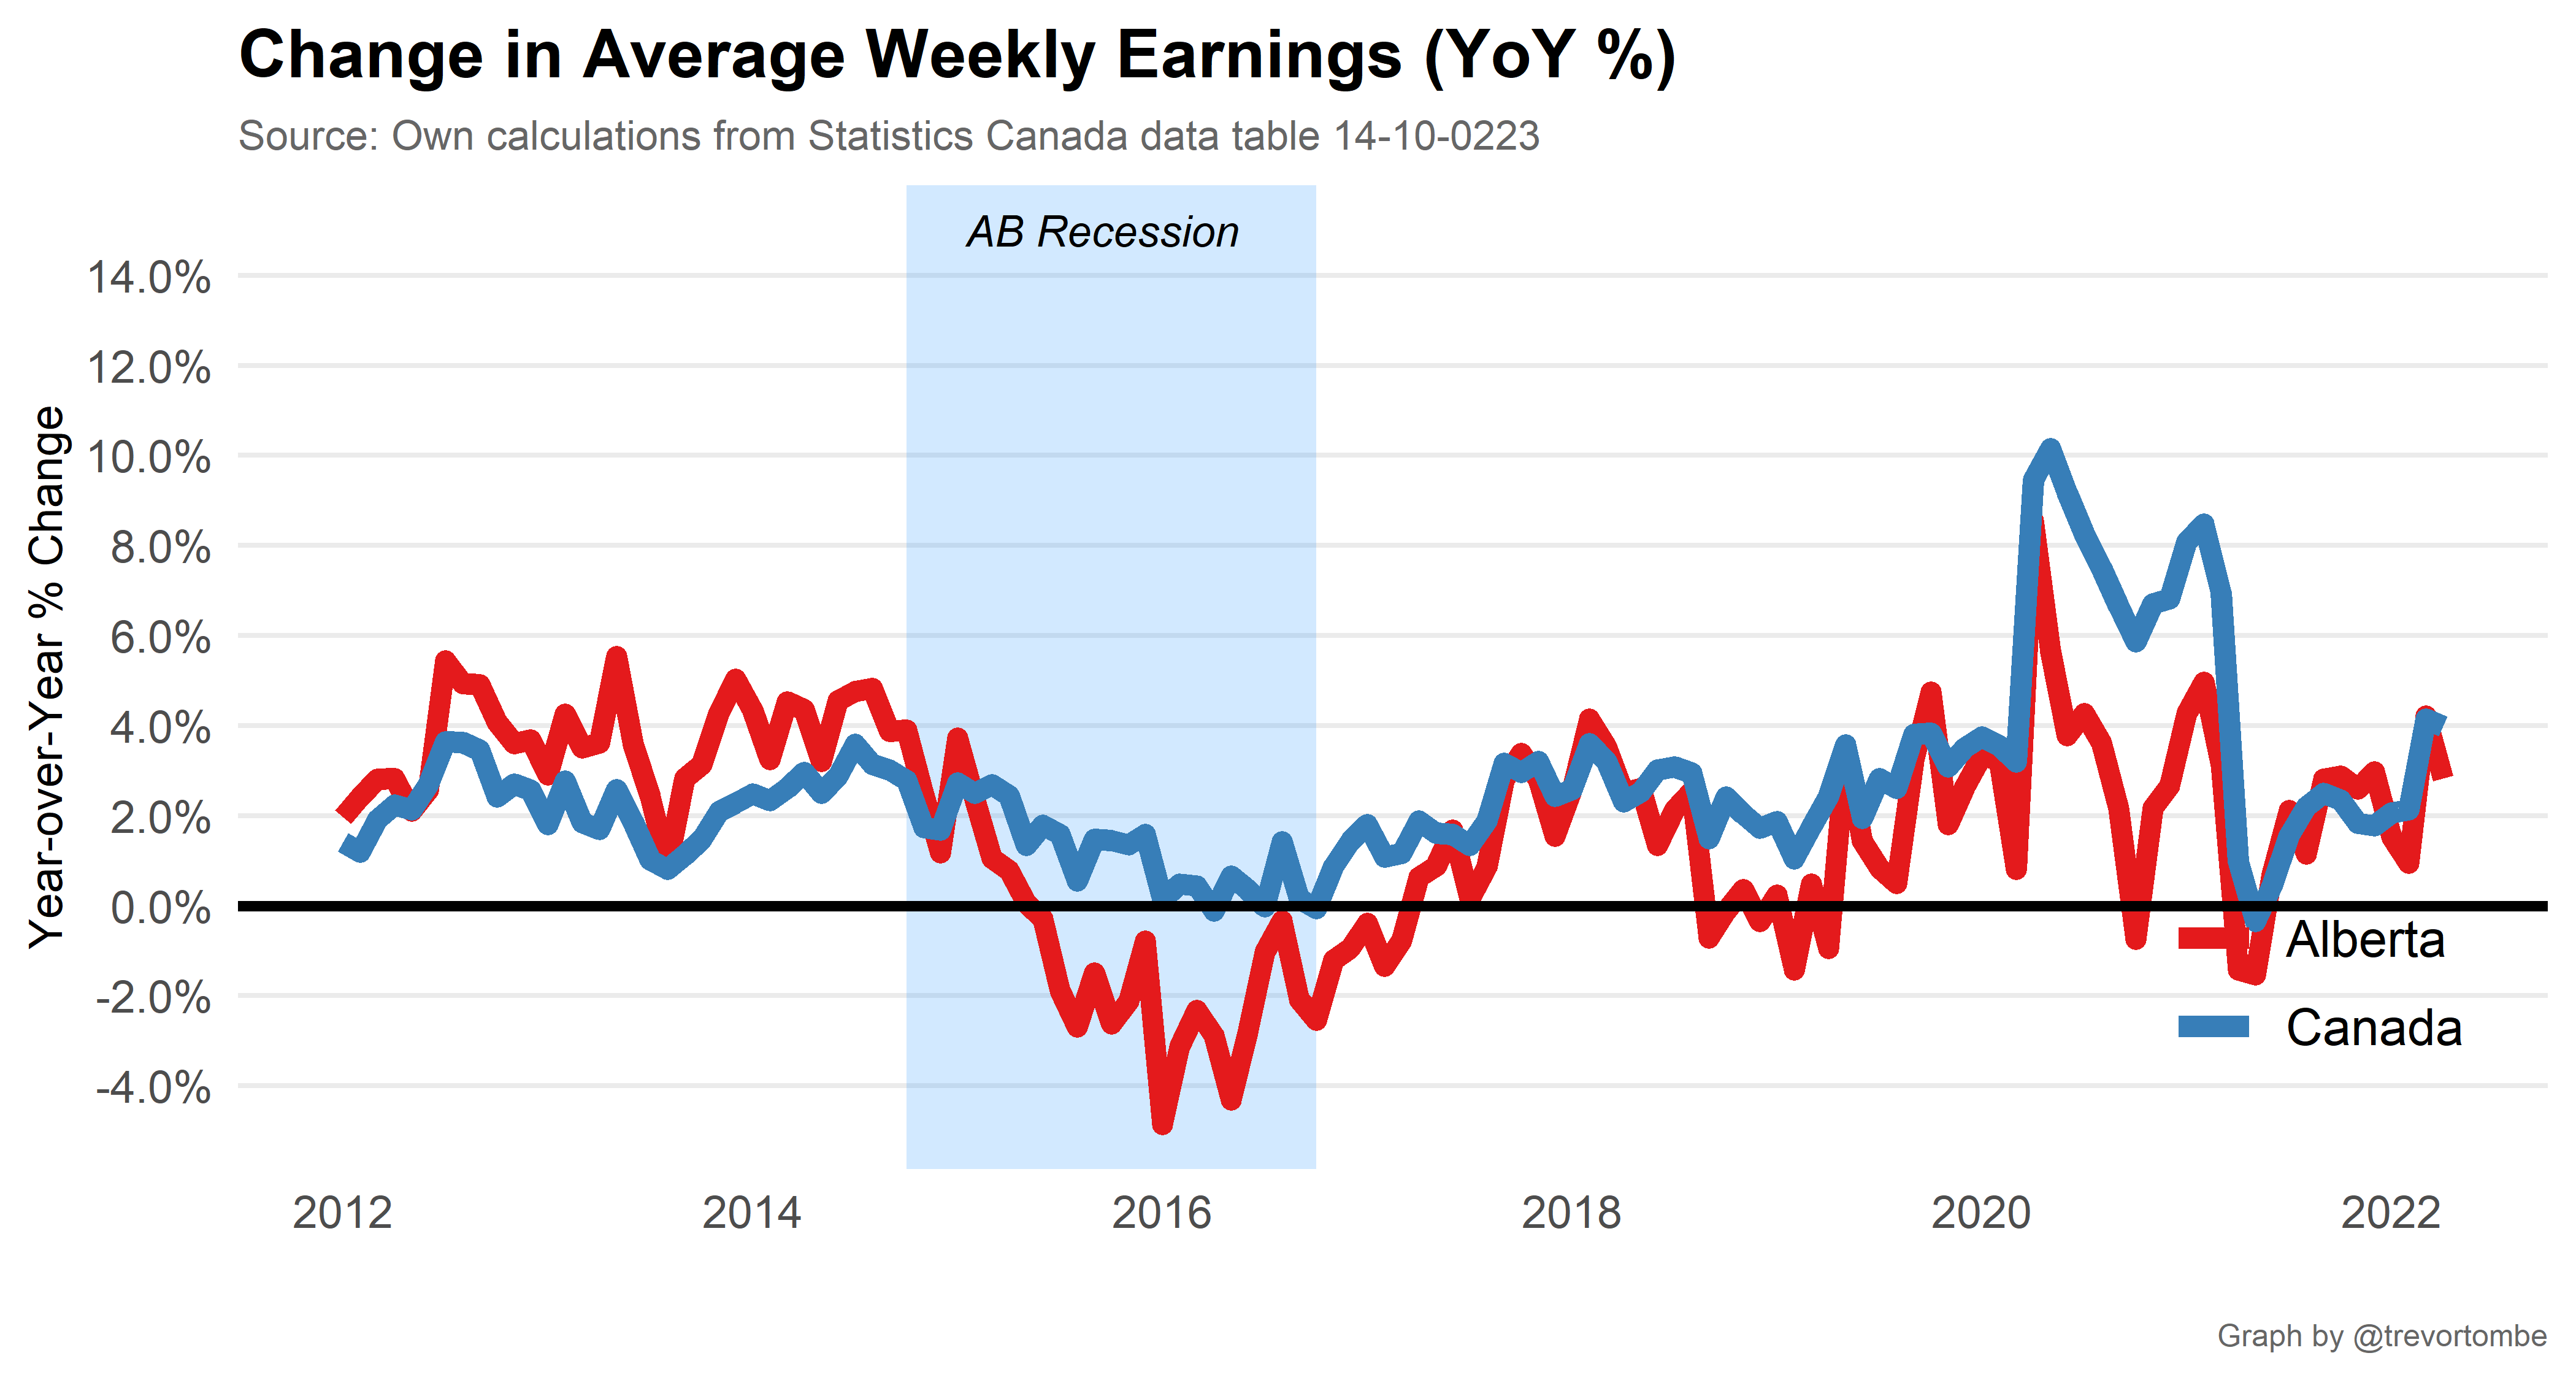 Change in Average Weekly Earnings (YoY %)
Source: Own calculations from Statistics Canada data table 14-10-0223
AB Recession
Year-over-Year % Change
14.0%
12.0%
10.0%
8.0%
6.0%
4.0%
2.0%
0.0%
-2.0%
-4.0%
Alberta
Canada
2012
2014
2016
2018
2020
2022
Graph by @trevortombe